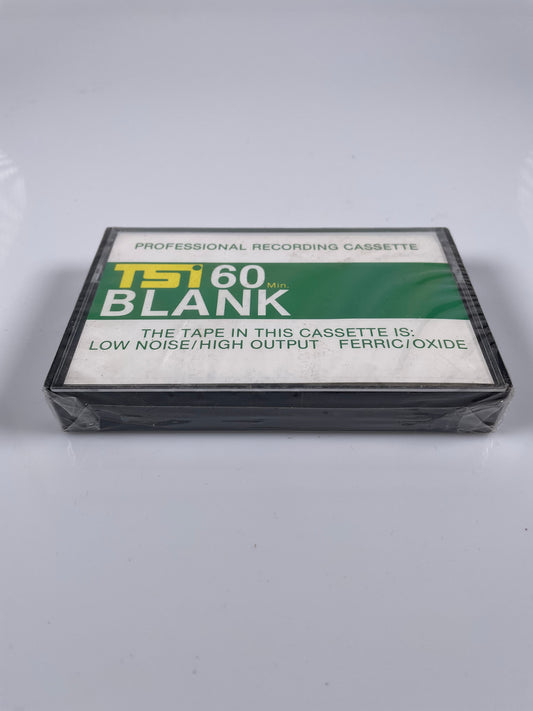 PROFESSIONAL RECORDING CASSETTE
TSi 60 Min.
BLANK
THE TAPE IN THIS CASSETTE IS:
LOW NOISE/HIGH OUTPUT FERRIC/OXIDE